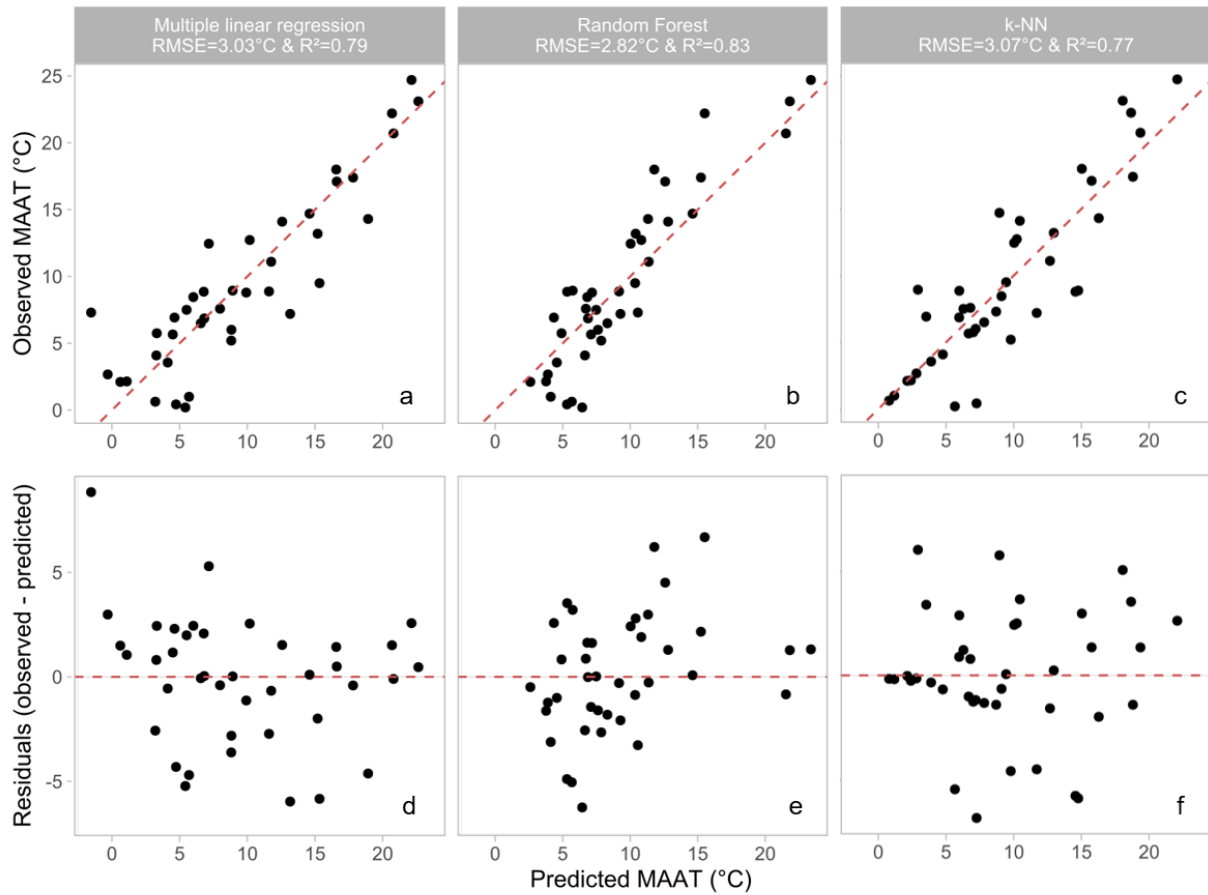 Multiple linear regression
RMSE=3.03°C & R²=0.79
Random Forest
RMSE=2.82°C & R²=0.83
k-NN
RMSE=3.07°C & R²=0.77
Observed MAAT (°C)
25
20
15
10
5
0
a
b
c
0 5 10 15 20
0 5 10 15 20
0 5 10 15 20
Residuals (observed - predicted)
5
0
-5
d
e
f
0 5 10 15 20
0 5 10 15 20
0 5 10 15 20
Predicted MAAT (°C)